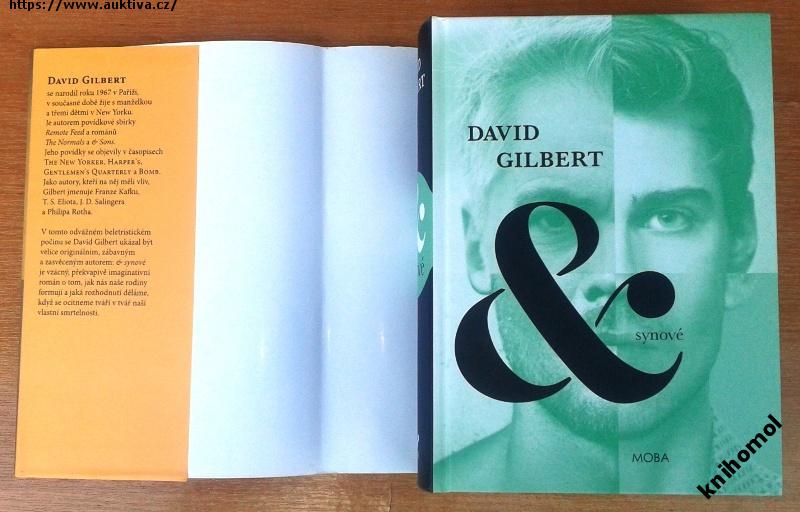 https://www.auktiva.cz/
DAVID GILBERT
se narodil roku 1967 v Paříži,
v současné době žije s manželkou
a třemi dětmi v New Yorku.
Je autorem povídkové sbírky
Remote Feed a románů
The Normals a & Sons.
Jeho povídky se objevily v časopisech
THE NEW YORKER, HARPER'S,
GENTLEMEN'S QUARTERLY a BOMB.
Jako autory, kteří na něj měli vliv,
Gilbert jmenuje Franze Kafku,
T. S. Eliota, J. D. Salingera
a Philipa Rotha.
V tomto odvážném beletristickém
počinu se David Gilbert ukázal být
velice originálním, zábavným
a zasvěceným autorem: & synové
je vzácný, překvapivě imaginativní
román o tom, jak nás naše rodiny
formují a jaká rozhodnutí děláme,
když se ocitneme tváří v tvář naší
vlastní smrtelnosti.
&
DAVID
GILBERT
&
synové
MOBA
knihomol